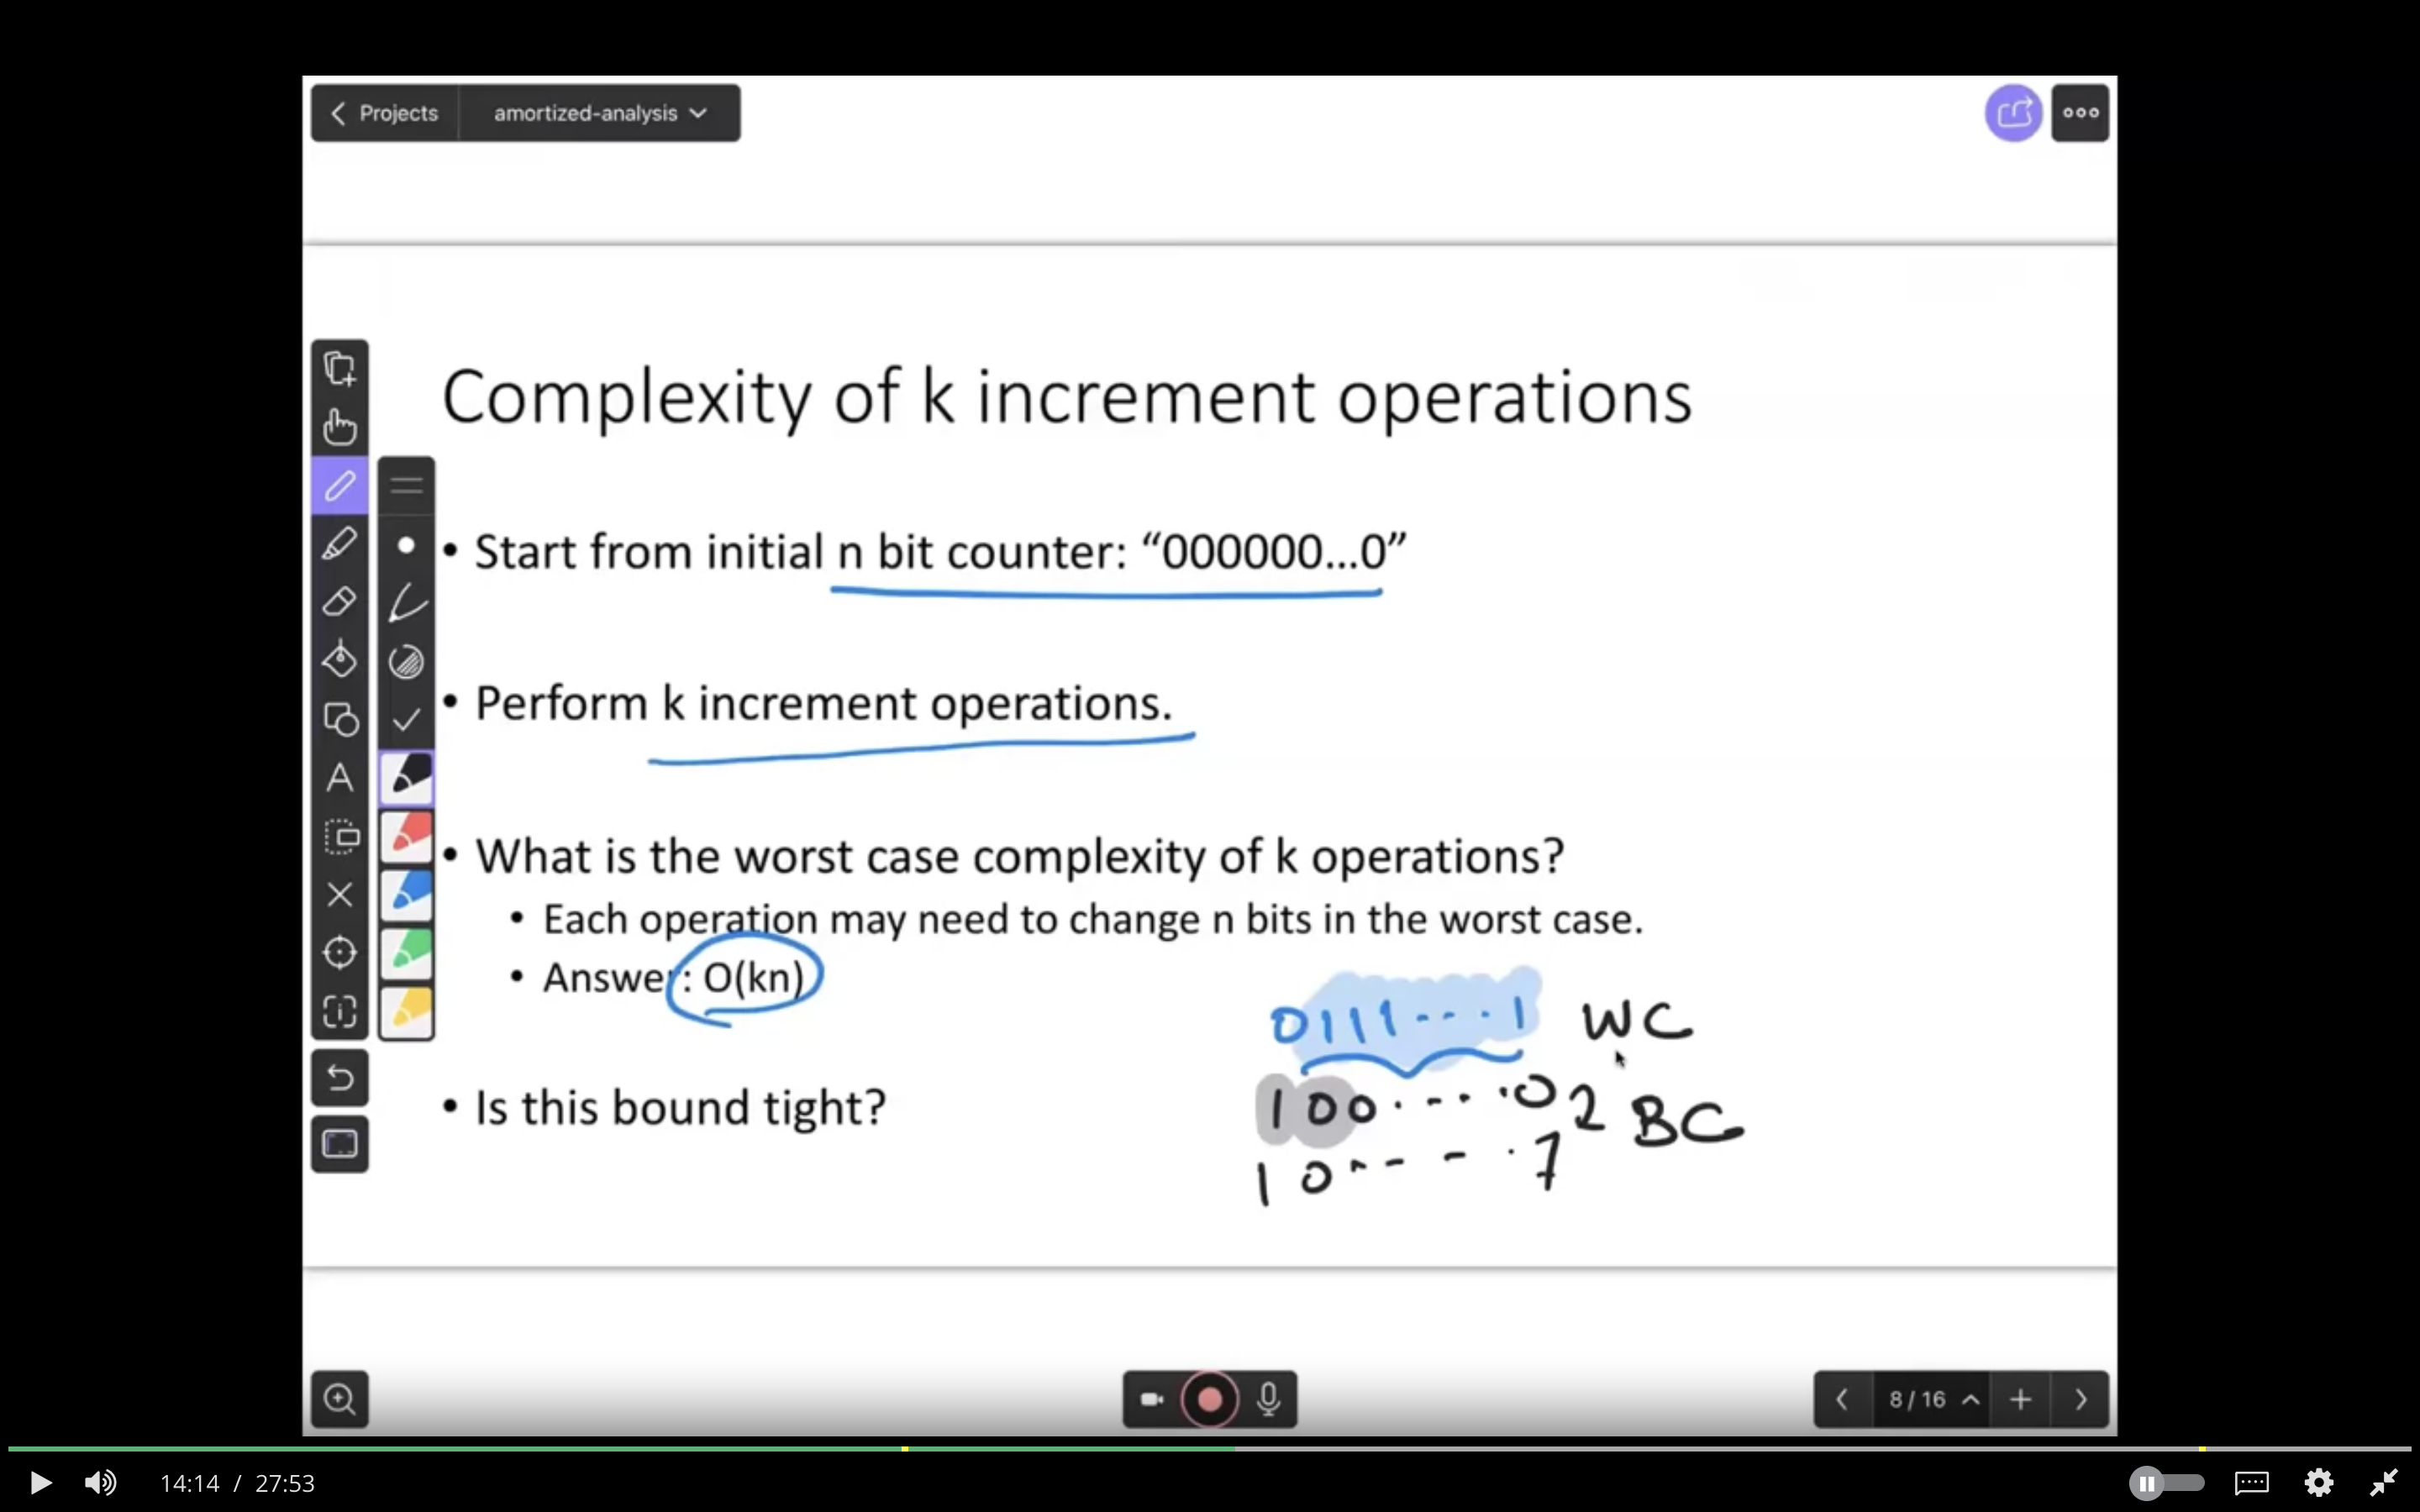 Projects amortized-analysis
Complexity of k increment operations
• Start from initial n bit counter: “000000...0”
• Perform k increment operations.
• What is the worst case complexity of k operations?
• Each operation may need to change n bits in the worst case.
• Answer: O(kn)
0111---.1 WC
• Is this bound tight?
100.--..0 2 BC
10.--- - .1
8/16
14:14 / 27:53